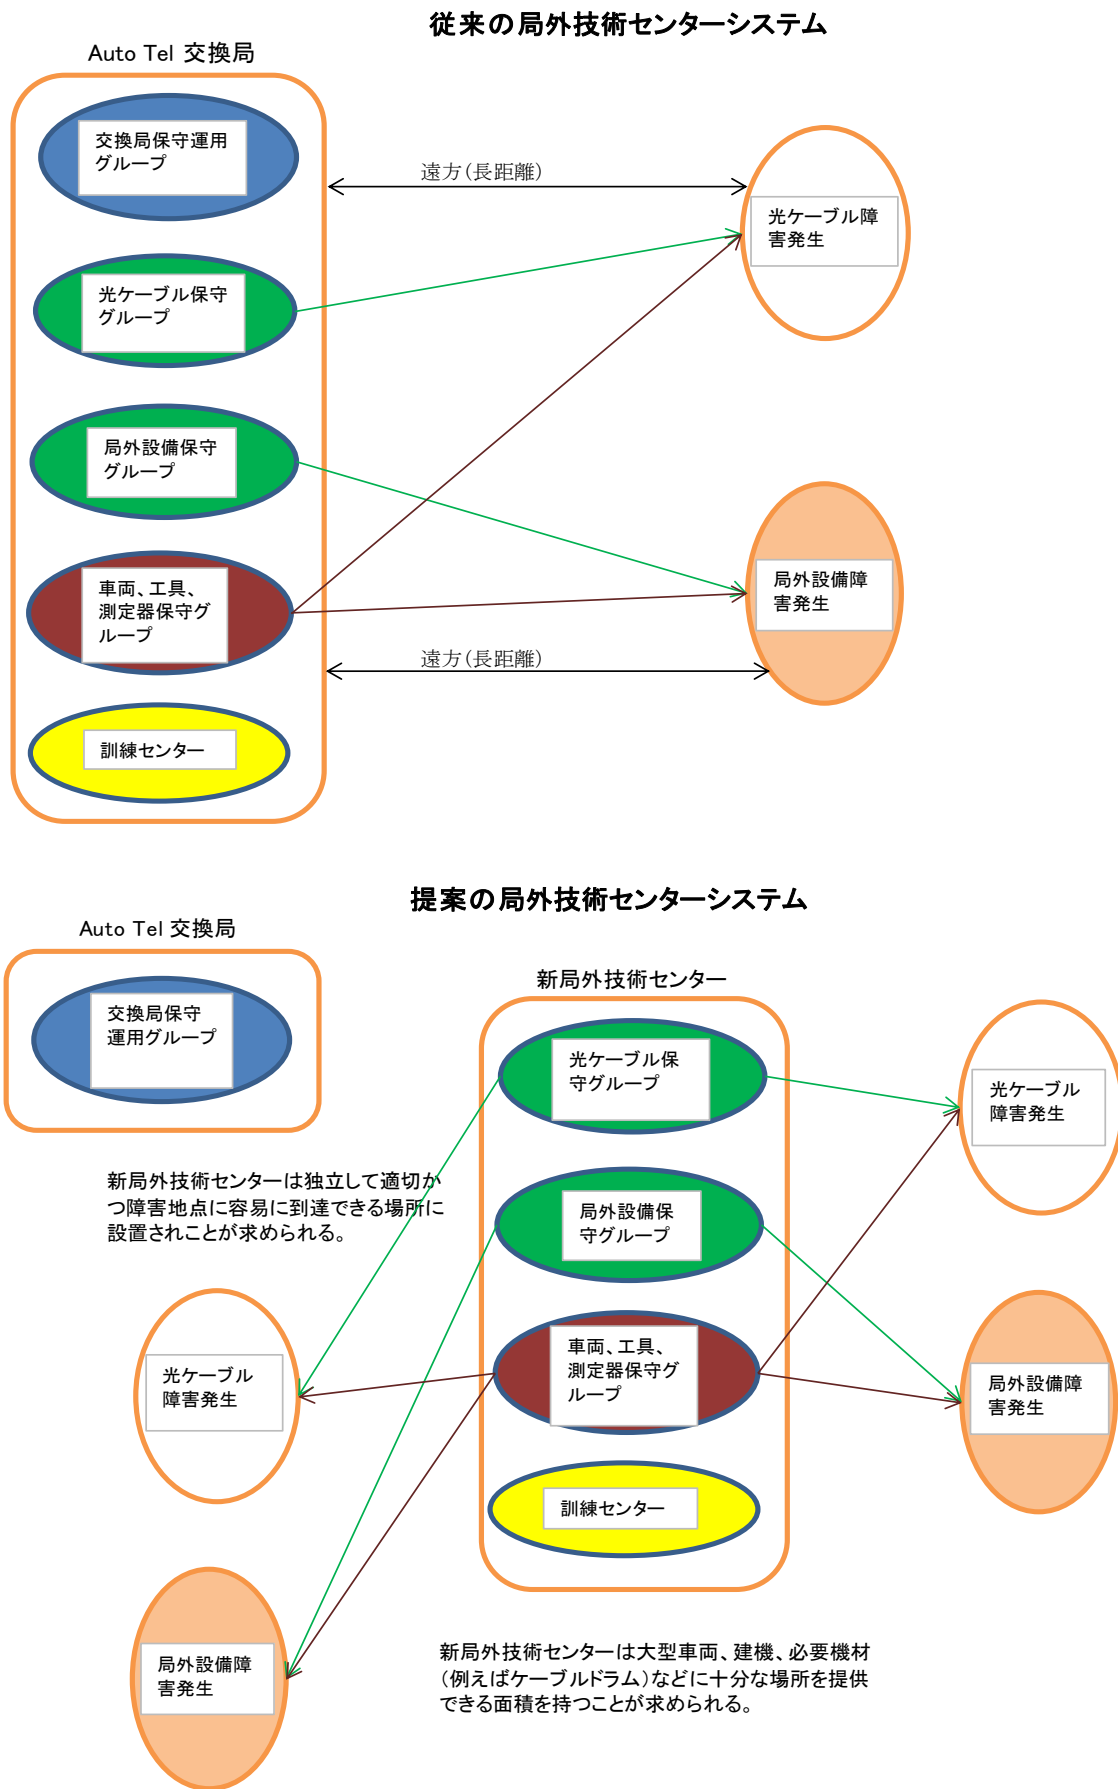 従来の局外技術センターシステム
Auto Tel 交換局
交換局保守運用
グループ
遠方(長距離)
光ケーブル障
害発生
光ケーブル保守
グループ
局外設備保守
グループ
車両、工具、
測定器保守グ
ループ
局外設備障
害発生
遠方(長距離)
訓練センター
提案の局外技術センターシステム
Auto Tel 交換局
交換局保守
運用グループ
新局外技術センター
光ケーブル保
守グループ
光ケーブル
障害発生
新局外技術センターは独立して適切か
つ障害地点に容易に到達できる場所に
設置されことが求められる。
局外設備保
守グループ
車両、工具、
測定器保守グ
ループ
光ケーブル
障害発生
局外設備障
害発生
訓練センター
局外設備障
害発生
新局外技術センターは大型車両、建機、必要機材
(例えばケーブルドラム)などに十分な場所を提供
できる面積を持つことが求められる。